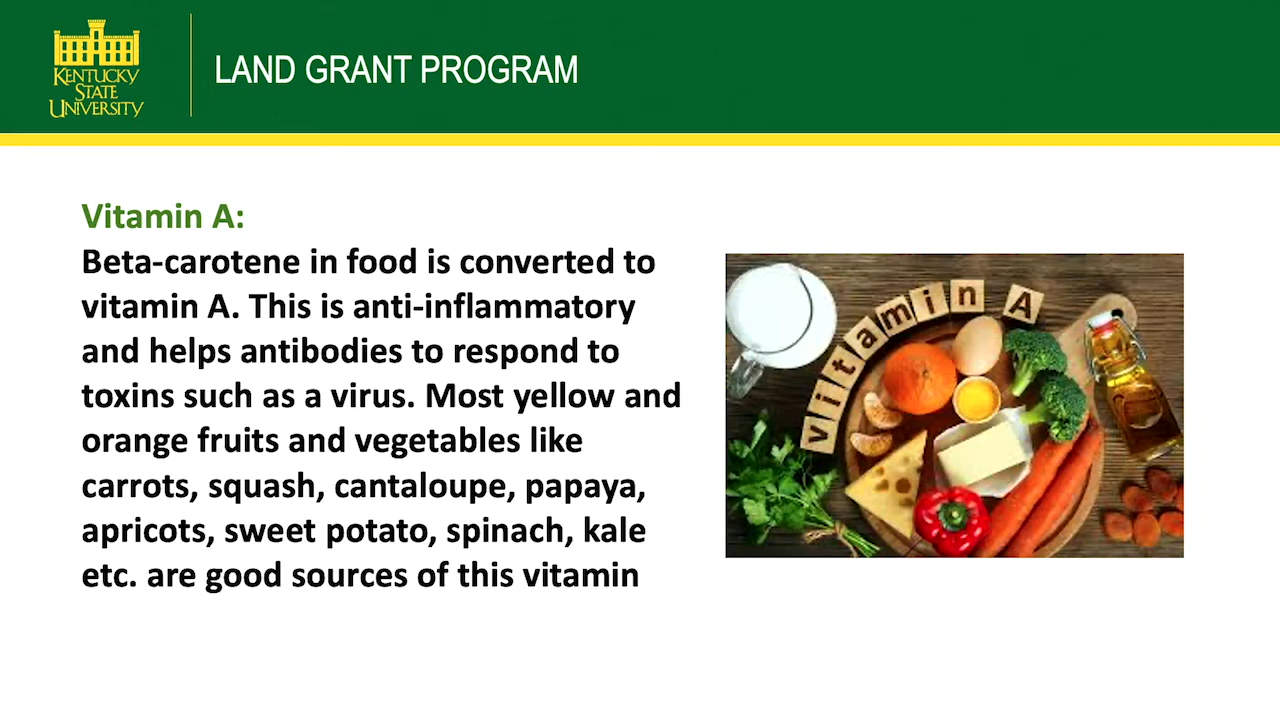 KENTUCKY
STATE
UNIVERSITY
LAND GRANT PROGRAM
Vitamin A:
Beta-carotene in food is converted to
vitamin A. This is anti-inflammatory
and helps antibodies to respond to
toxins such as a virus. Most yellow and
orange fruits and vegetables like
carrots, squash, cantaloupe, papaya,
apricots, sweet potato, spinach, kale
etc. are good sources of this vitamin
vitamin A